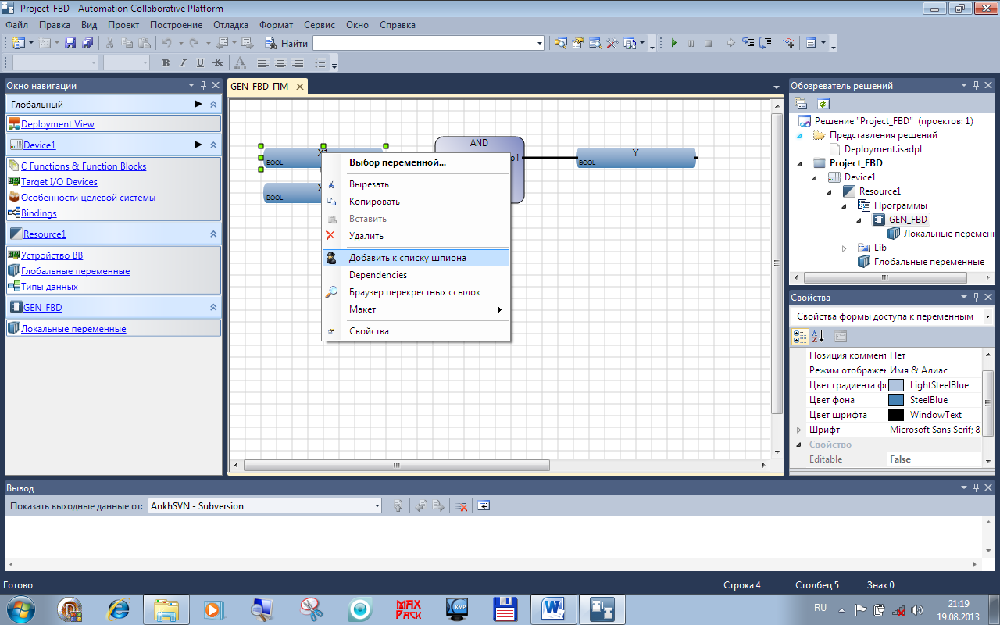 Project_FBD - Automation Collaborative Platform
Файл Правка Вид Проект Построение Отладка Формат Сервис Окно Справка
Найти
B I U K A
Окно навигации
Глобальный
Deployment View
Device1
C Functions & Function Blocks
Target I/O Devices
Особенности целевой системы
Bindings
Resource1
Устройство ВВ
Глобальные переменные
Типы данных
GEN_FBD
Локальные переменные
GEN_FBD-ПМ
AND
BOOL
o1
Y
BOOL
BOOL
Выбор переменной...
Вырезать
Копировать
Вставить
Удалить
Добавить к списку шпиона
Dependencies
Браузер перекрестных ссылок
Макет
Свойства
Обозреватель решений
Решение "Project_FBD" (проектов: 1)
Представления решений
Deployment.isadpl
Project_FBD
Device1
Resource1
Программы
GEN_FBD
Локальные перемен
Lib
Глобальные переменные
Свойства
Свойства формы доступа к переменным
Позиция коммент Нет
Режим отображен Имя & Алиас
Цвет градиента фо LightSteelBlue
Цвет фона SteelBlue
Цвет шрифта WindowText
Шрифт Microsoft Sans Serif; 8
Свойство
Editable False
Вывод
Показать выходные данные от: AnkhSVN - Subversion
Готово Строка 4 Столбец 5 Знак 0
MAX PACK
KMP
W
RU
21:19
19.08.2013